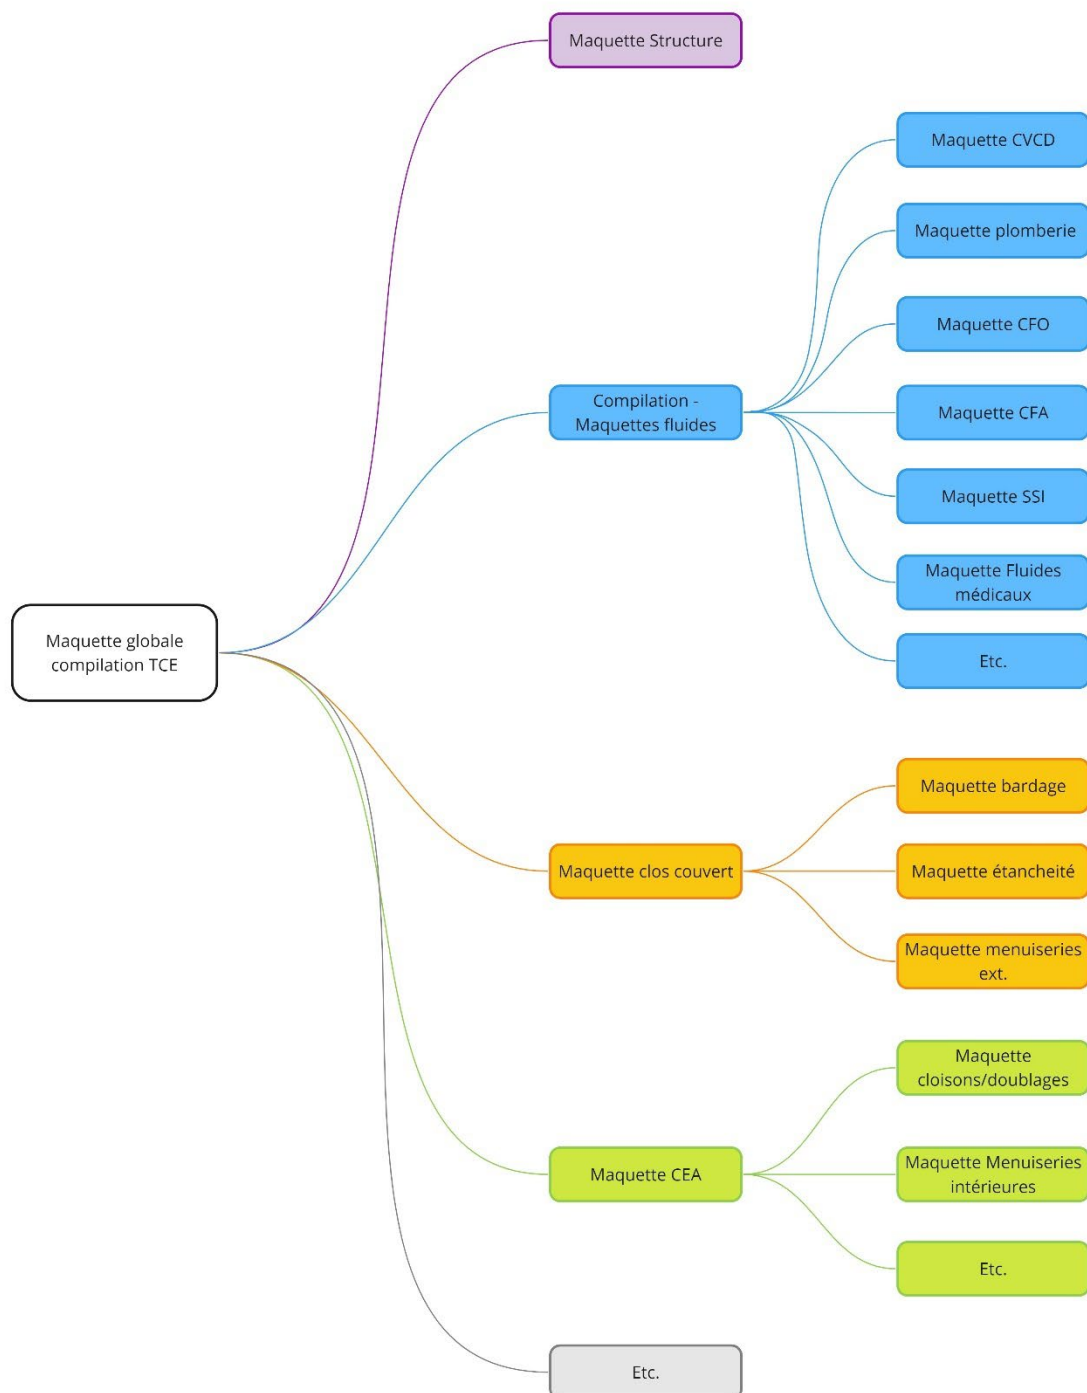 Maquette Structure
Maquette CVCD
Maquette plomberie
Maquette CFO
Compilation -
Maquettes fluides
Maquette CFA
Maquette SSI
Maquette Fluides
médicaux
Etc.
Maquette globale
compilation TCE
Maquette bardage
Maquette clos couvert
Maquette étancheité
Maquette menuiseries
ext.
Maquette
cloisons/doublages
Maquette CEA
Maquette Menuiseries
intérieures
Etc.
Etc.